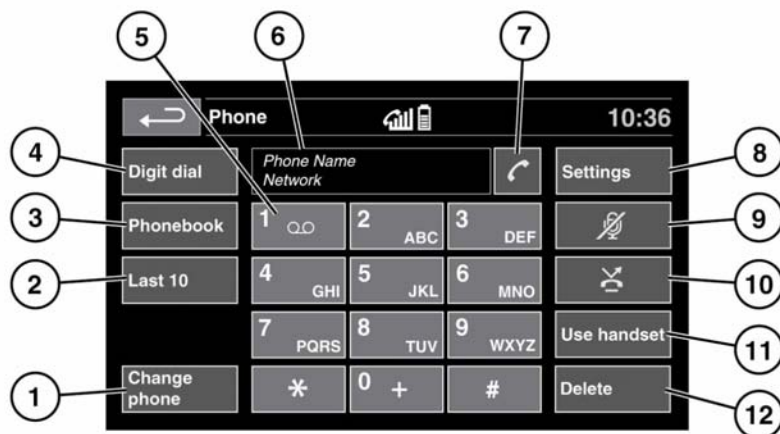 5
6
7
Phone
10:36
4
Digit dial
Phone Name
Network
Settings
8
3
Phonebook
1
2 ABC
3 DEF
9
2
Last 10
4 GHI
5 JKL
6 MNO
10
7 PQRS
8 TUV
9 WXYZ
Use handset
11
1
Change
phone
*
0 +
#
Delete
12